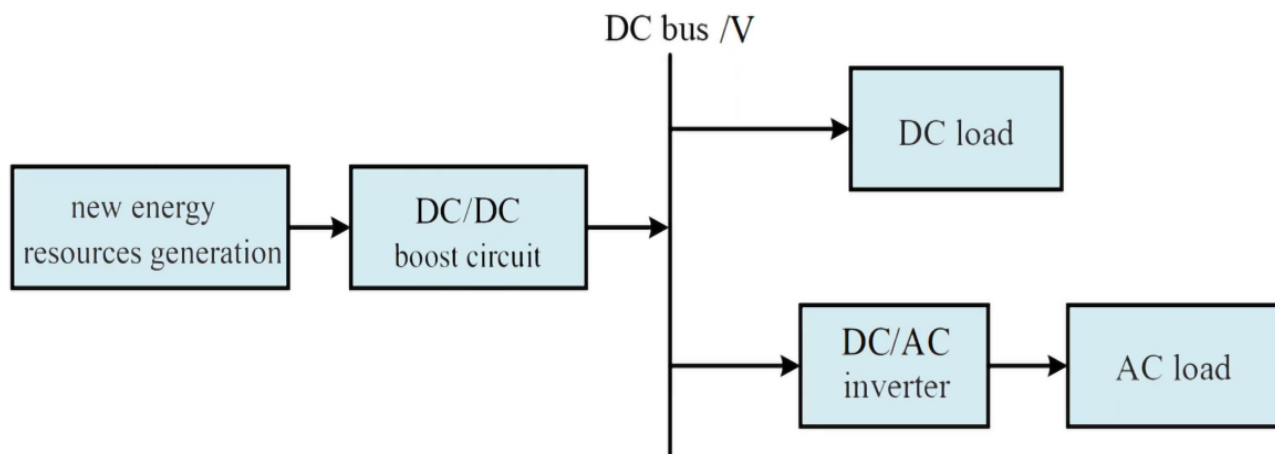 DC bus /V
DC load
new energy
resources generation
DC/DC
boost circuit
DC/AC
inverter
AC load